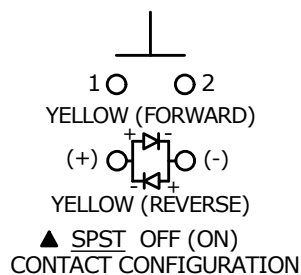 1 2
YELLOW (FORWARD)
+ -
(+) (-)
- +
YELLOW (REVERSE)
▲ SPST OFF (ON)
CONTACT CONFIGURATION